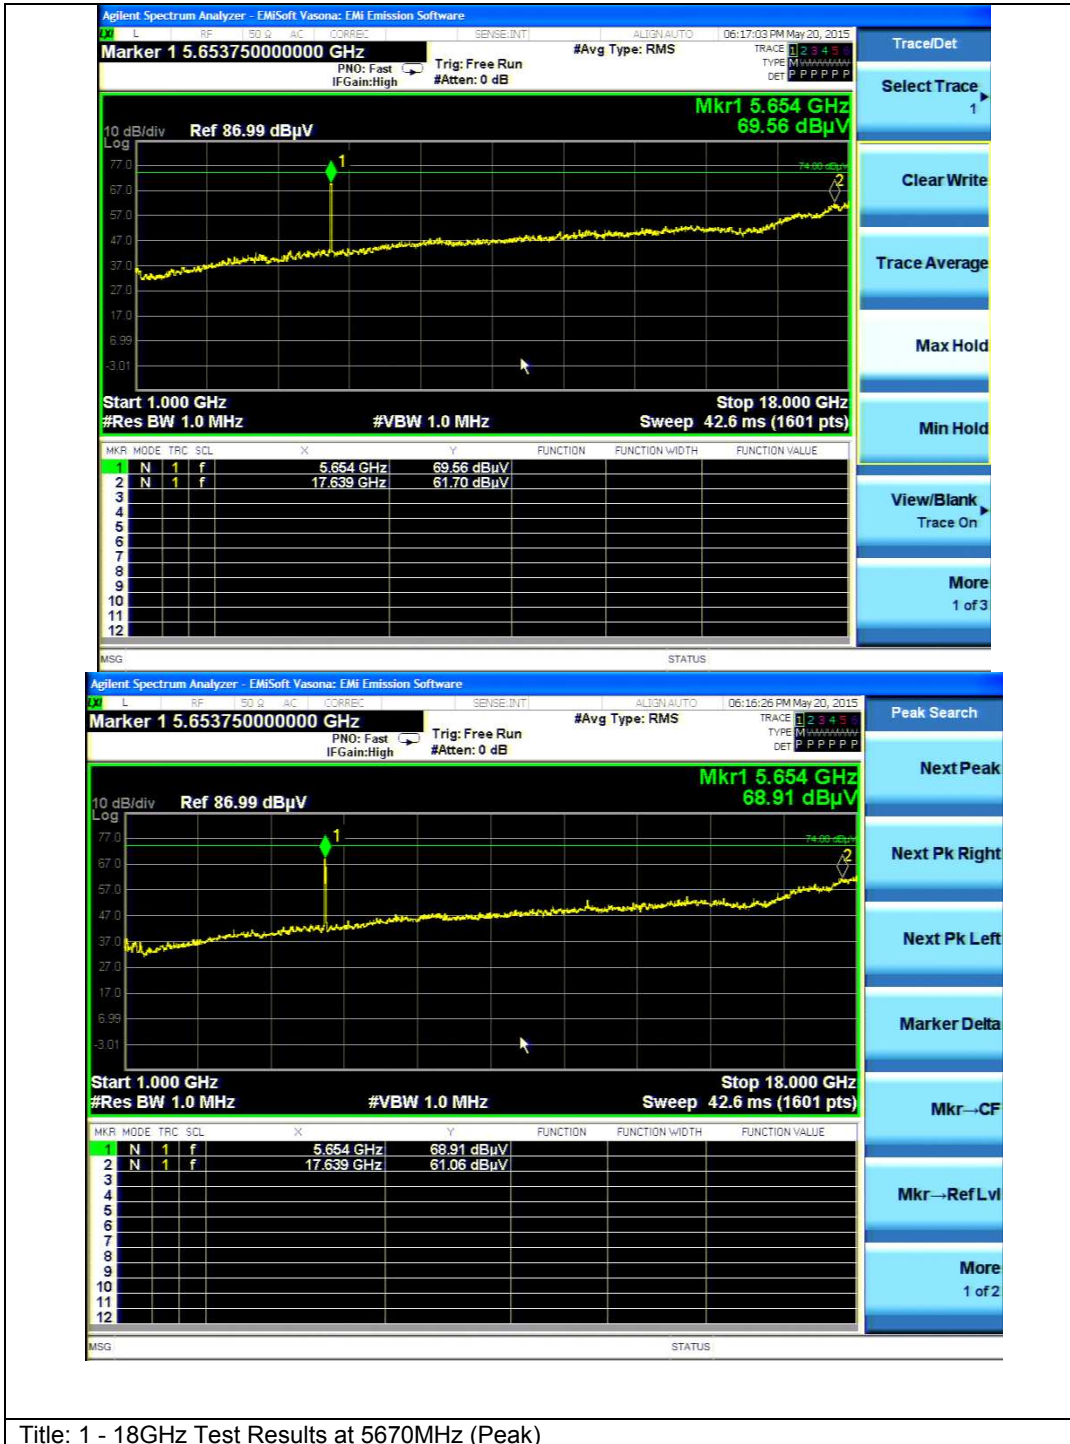 Agilent Spectrum Analyzer - EMiSoft Vasona: EMi Emission Software
LXI L RF 50 Ω AC CORREC SENSE:INT ALIGNAUTO 06:17:03 PM May 20, 2015
Marker 1 5.653750000000 GHz
#Avg Type: RMS
TRACE 1 2 3 4 5 6
PNO: Fast
Trig: Free Run
TYPE M WWWWW
IFGain:High
#Atten: 0 dB
DET P P P P P P
Mkr1 5.654 GHz
69.56 dBµV
10 dB/div
Log
Ref 86.99 dBµV
77.0
1
74.00 dBµV
67.0
2
57.0
47.0
37.0
27.0
17.0
6.99
-3.01
Start 1.000 GHz
Stop 18.000 GHz
#Res BW 1.0 MHz
#VBW 1.0 MHz
Sweep 42.6 ms (1601 pts)
MKR MODE TRC SCL X Y FUNCTION FUNCTION WIDTH FUNCTION VALUE
1 N 1 f 5.654 GHz 69.56 dBµV
2 N 1 f 17.639 GHz 61.70 dBµV
3
4
5
6
7
8
9
10
11
12
MSG
STATUS
Trace/Det
Select Trace
1
Clear Write
Trace Average
Max Hold
Min Hold
View/Blank
Trace On
More
1 of 3
Agilent Spectrum Analyzer - EMiSoft Vasona: EMi Emission Software
LXI L RF 50 Ω AC CORREC SENSE:INT ALIGNAUTO 06:16:26 PM May 20, 2015
Marker 1 5.653750000000 GHz
#Avg Type: RMS
TRACE 1 2 3 4 5 6
PNO: Fast
Trig: Free Run
TYPE M WWWWW
IFGain:High
#Atten: 0 dB
DET P P P P P P
Mkr1 5.654 GHz
68.91 dBµV
10 dB/div
Log
Ref 86.99 dBµV
77.0
1
74.00 dBµV
67.0
2
57.0
47.0
37.0
27.0
17.0
6.99
-3.01
Start 1.000 GHz
Stop 18.000 GHz
#Res BW 1.0 MHz
#VBW 1.0 MHz
Sweep 42.6 ms (1601 pts)
MKR MODE TRC SCL X Y FUNCTION FUNCTION WIDTH FUNCTION VALUE
1 N 1 f 5.654 GHz 68.91 dBµV
2 N 1 f 17.639 GHz 61.06 dBµV
3
4
5
6
7
8
9
10
11
12
MSG
STATUS
Peak Search
Next Peak
Next Pk Right
Next Pk Left
Marker Delta
Mkr→CF
Mkr→Ref Lvl
More
1 of 2
Title: 1 - 18GHz Test Results at 5670MHz (Peak)